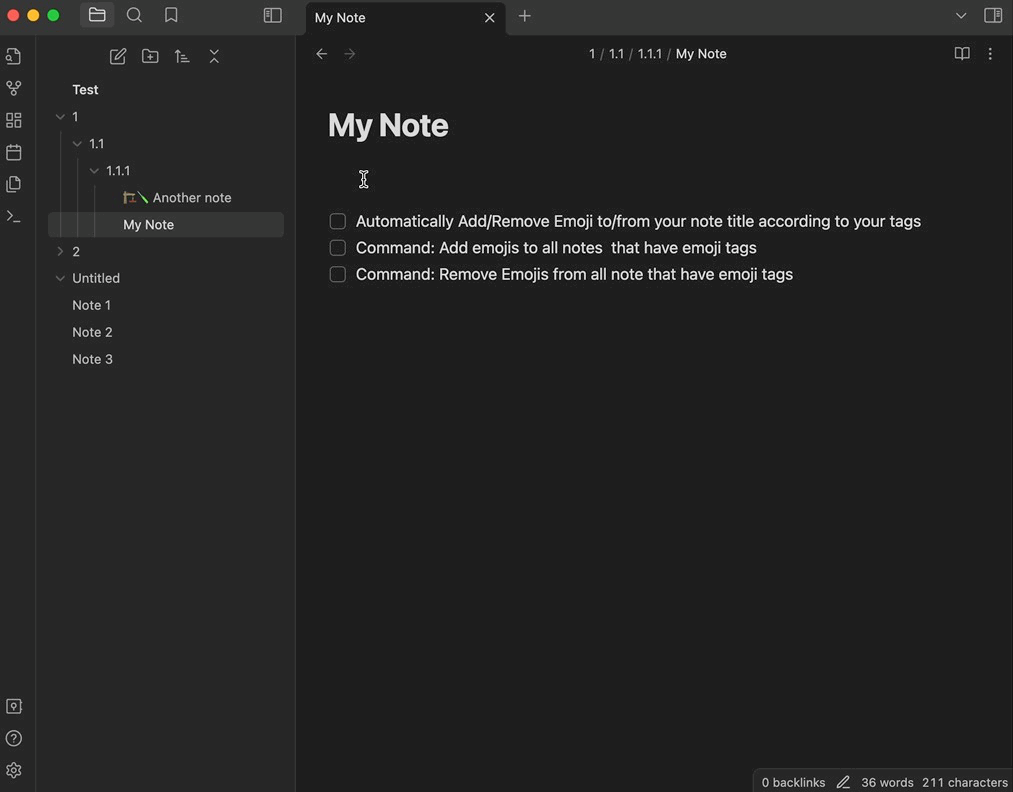 My Note
1 / 1.1 / 1.1.1 / My Note
Test
1
1.1
1.1.1
🏗️🥒 Another note
My Note
2
Untitled
Note 1
Note 2
Note 3
My Note
Automatically Add/Remove Emoji to/from your note title according to your tags
Command: Add emojis to all notes  that have emoji tags
Command: Remove Emojis from all note that have emoji tags
0 backlinks 36 words 211 characters